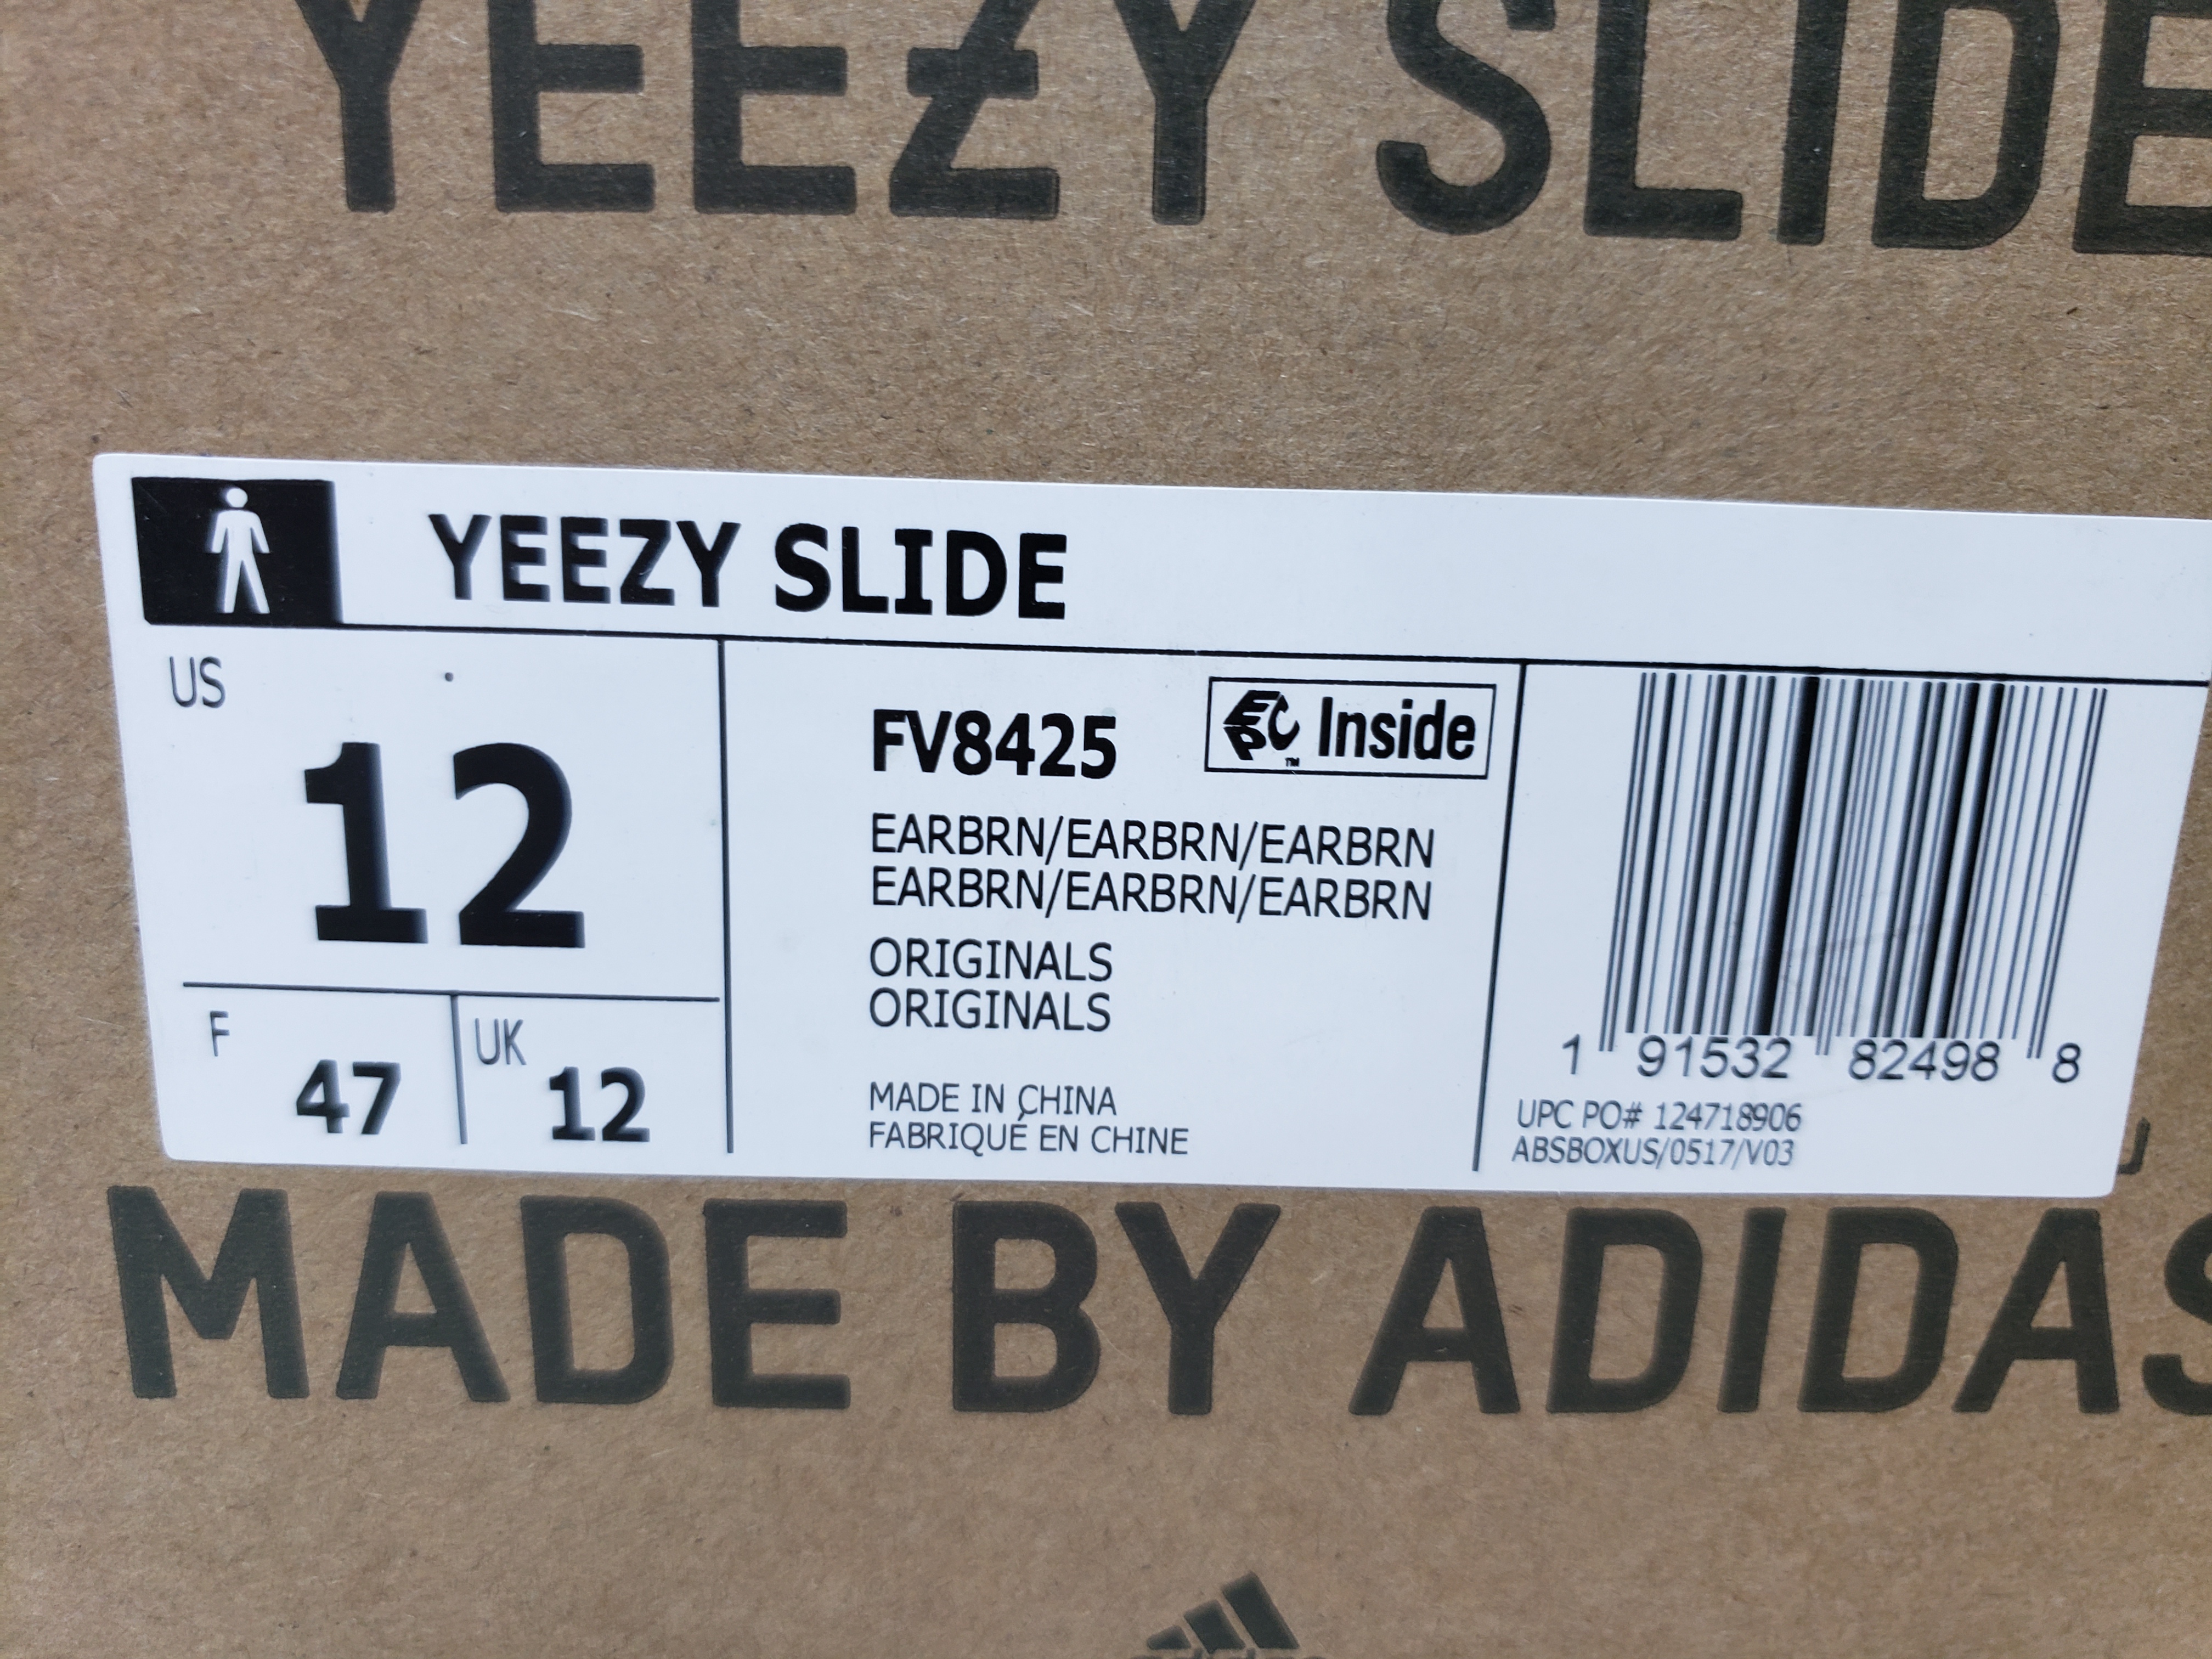 YEEZY SLIDE
YEEZY SLIDE
US
12
F
47
UK
12
FV8425
EPC Inside
TM
EARBRN/EARBRN/EARBRN
EARBRN/EARBRN/EARBRN
ORIGINALS
ORIGINALS
MADE IN CHINA
FABRIQUÉ EN CHINE
1 91532 82498 8
UPC PO# 124718906
ABSBOXUS/0517/V03
MADE BY ADIDAS